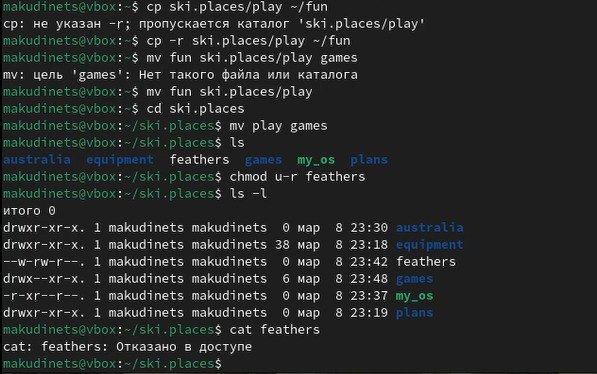 makudinets@vbox:~$ cp ski.places/play ~/fun
cp: не указан -r; пропускается каталог 'ski.places/play'
makudinets@vbox:~$ cp -r ski.places/play ~/fun
makudinets@vbox:~$ mv fun ski.places/play games
mv: цель 'games': Нет такого файла или каталога
makudinets@vbox:~$ mv fun ski.places/play
makudinets@vbox:~$ cd ski.places
makudinets@vbox:~/ski.places$ mv play games
makudinets@vbox:~/ski.places$ ls
australia  equipment  feathers  games  my_os  plans
makudinets@vbox:~/ski.places$ chmod u-r feathers
makudinets@vbox:~/ski.places$ ls -l
итого 0
drwxr-xr-x. 1 makudinets makudinets  0 мар  8 23:30 australia
drwxr-xr-x. 1 makudinets makudinets 38 мар  8 23:18 equipment
--w-rw-r--. 1 makudinets makudinets  0 мар  8 23:42 feathers
drwx--xr-x. 1 makudinets makudinets  6 мар  8 23:48 games
-r-xr--r--. 1 makudinets makudinets  0 мар  8 23:37 my_os
drwxr-xr-x. 1 makudinets makudinets  0 мар  8 23:19 plans
makudinets@vbox:~/ski.places$ cat feathers
cat: feathers: Отказано в доступе
makudinets@vbox:~/ski.places$